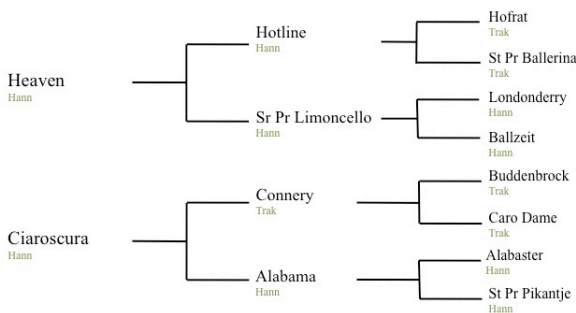 Heaven
Hann
Hotline
Hann
Hofrat
Trak
St Pr Ballerina
Trak
Sr Pr Limoncello
Hann
Londonderry
Hann
Ballzeit
Hann
Ciaroscura
Hann
Connery
Trak
Buddenbrock
Trak
Caro Dame
Trak
Alabama
Hann
Alabaster
Hann
St Pr Pikantje
Hann